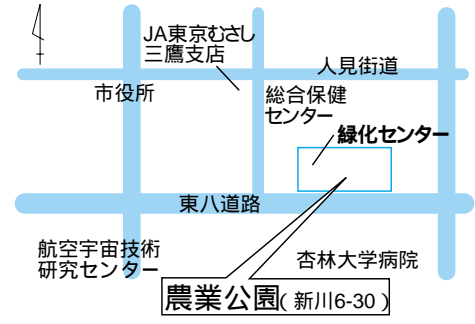 JA東京むさし
三鷹支店
人見街道
市役所
総合保健
センター
緑化センター
東八道路
航空宇宙技術
研究センター
杏林大学病院
農業公園(新川6-30)